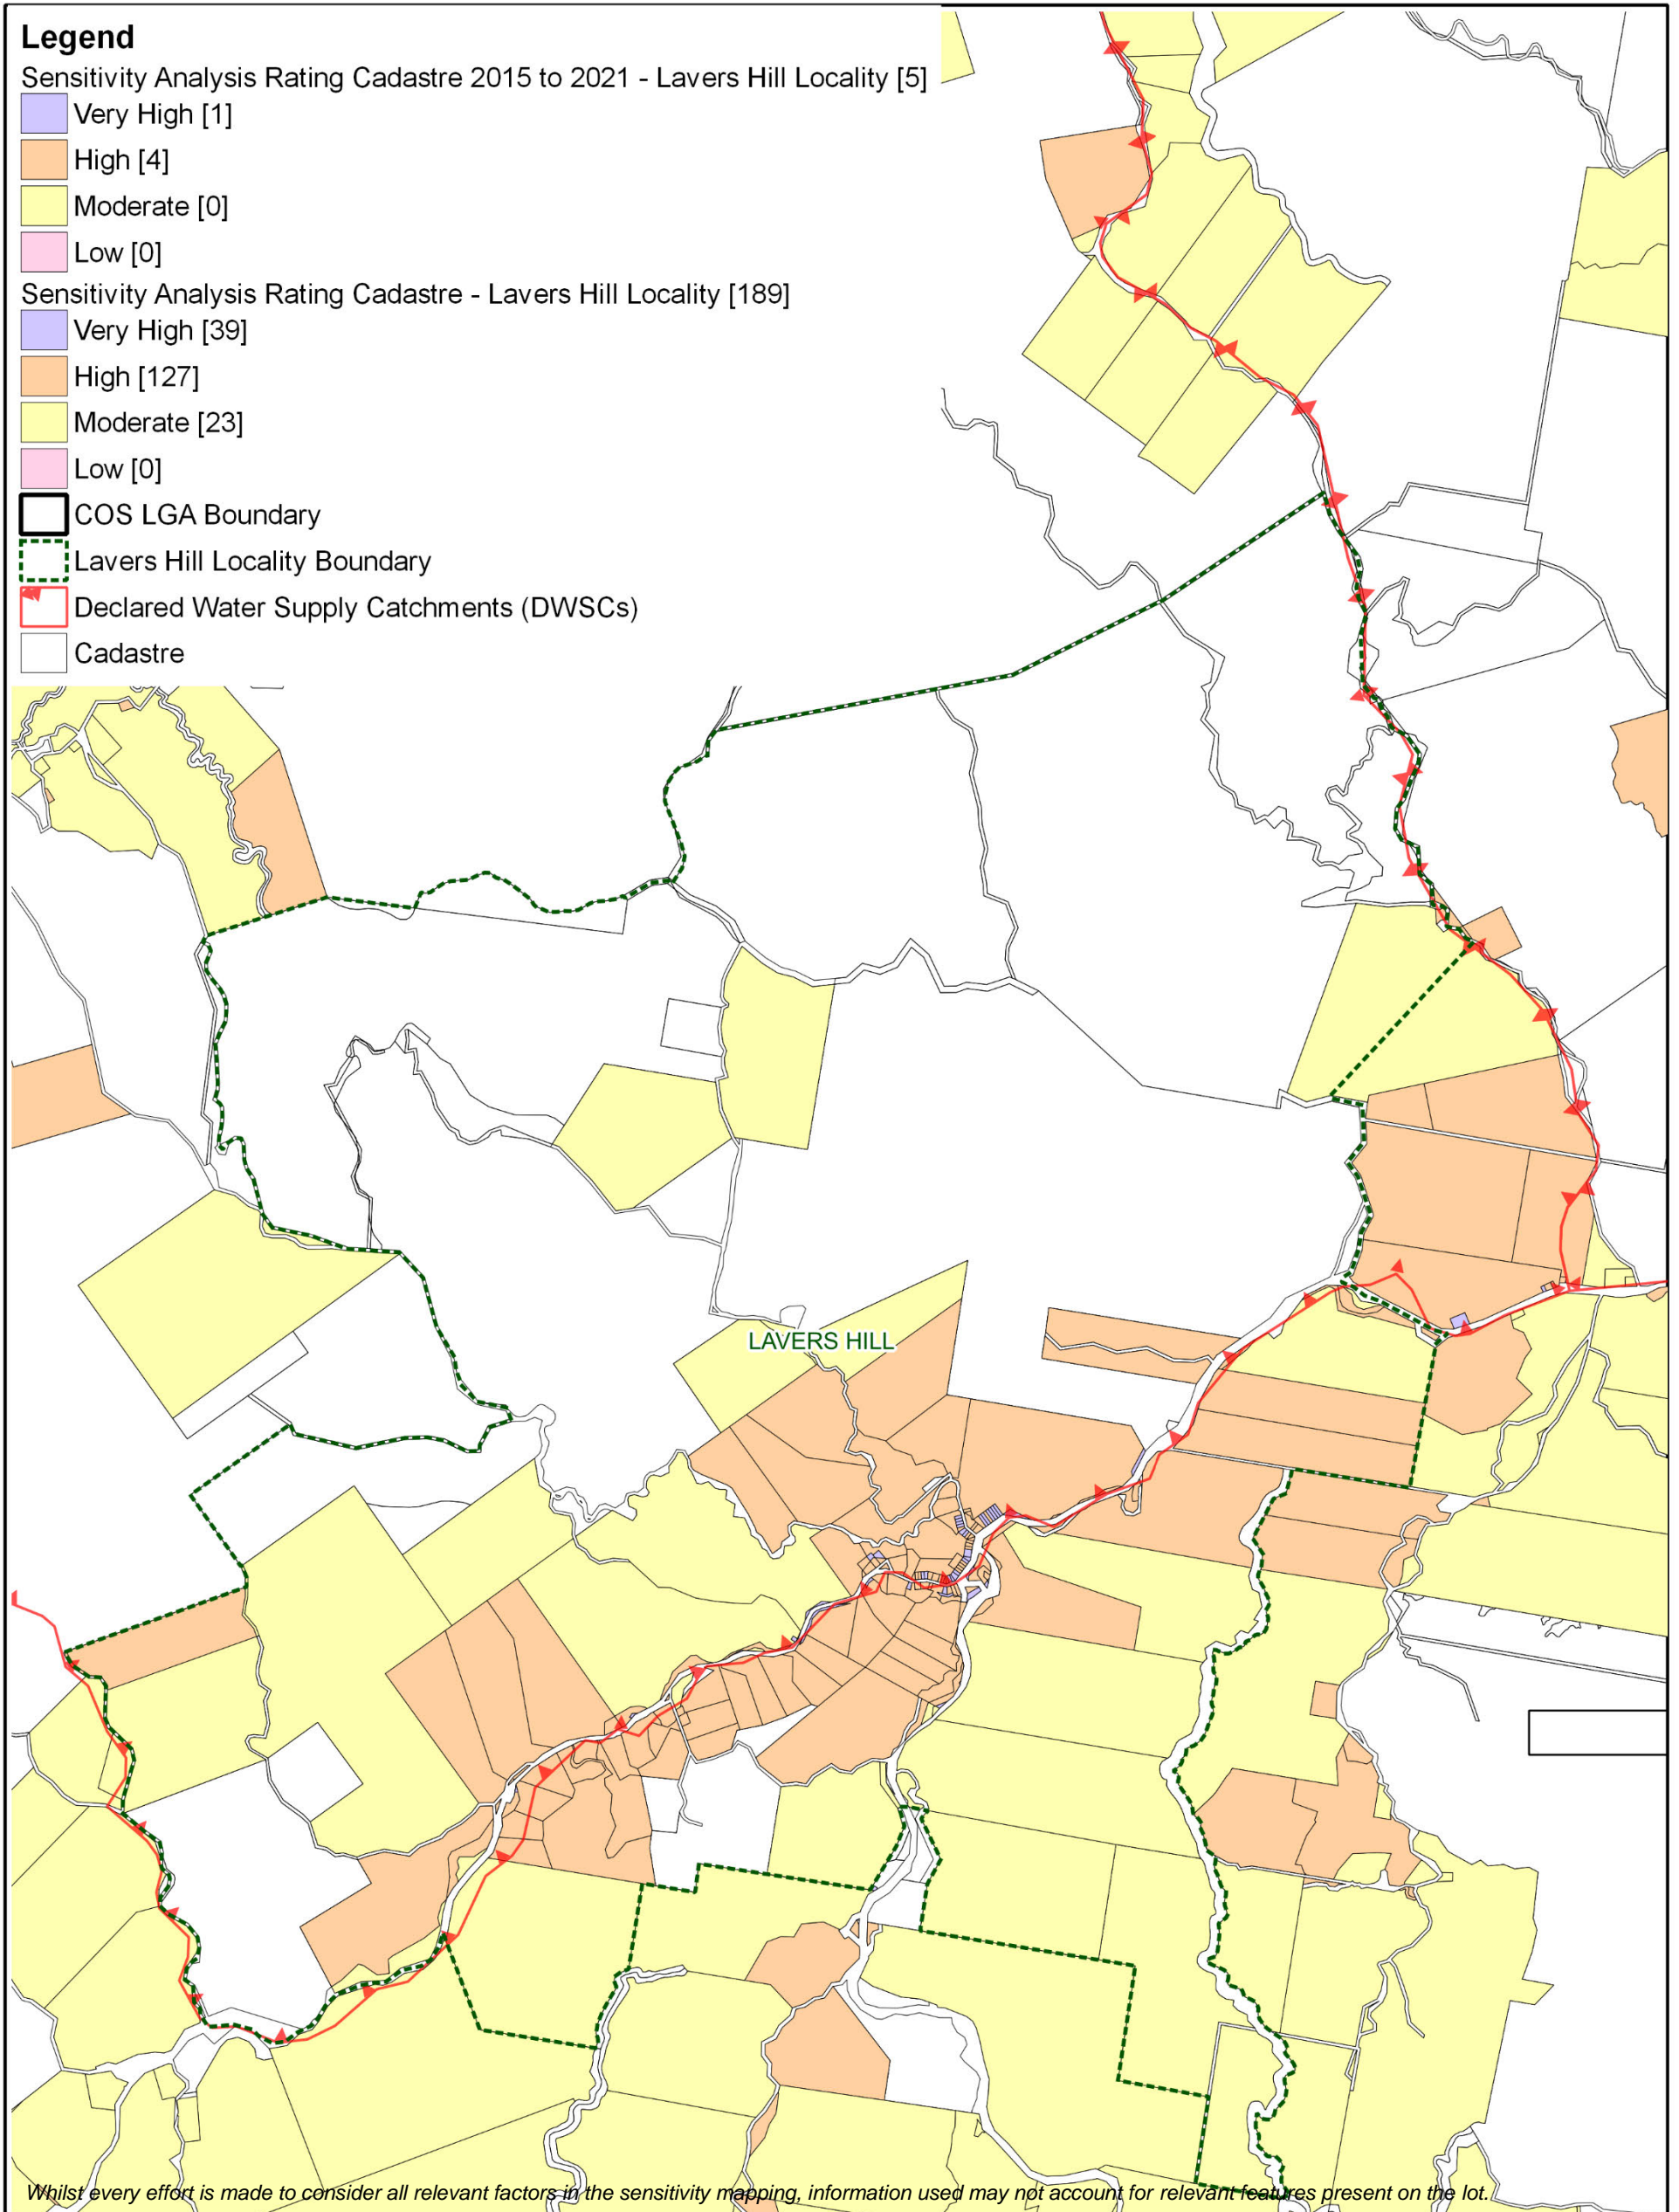 Legend
Sensitivity Analysis Rating Cadastre 2015 to 2021 - Lavers Hill Locality [5]
Very High [1]
High [4]
Moderate [0]
Low [0]
Sensitivity Analysis Rating Cadastre - Lavers Hill Locality [189]
Very High [39]
High [127]
Moderate [23]
Low [0]
COS LGA Boundary
Lavers Hill Locality Boundary
Declared Water Supply Catchments (DWSCs)
Cadastre
LAVERS HILL
Whilst every effort is made to consider all relevant factors in the sensitivity mapping, information used may not account for relevant features present on the lot.